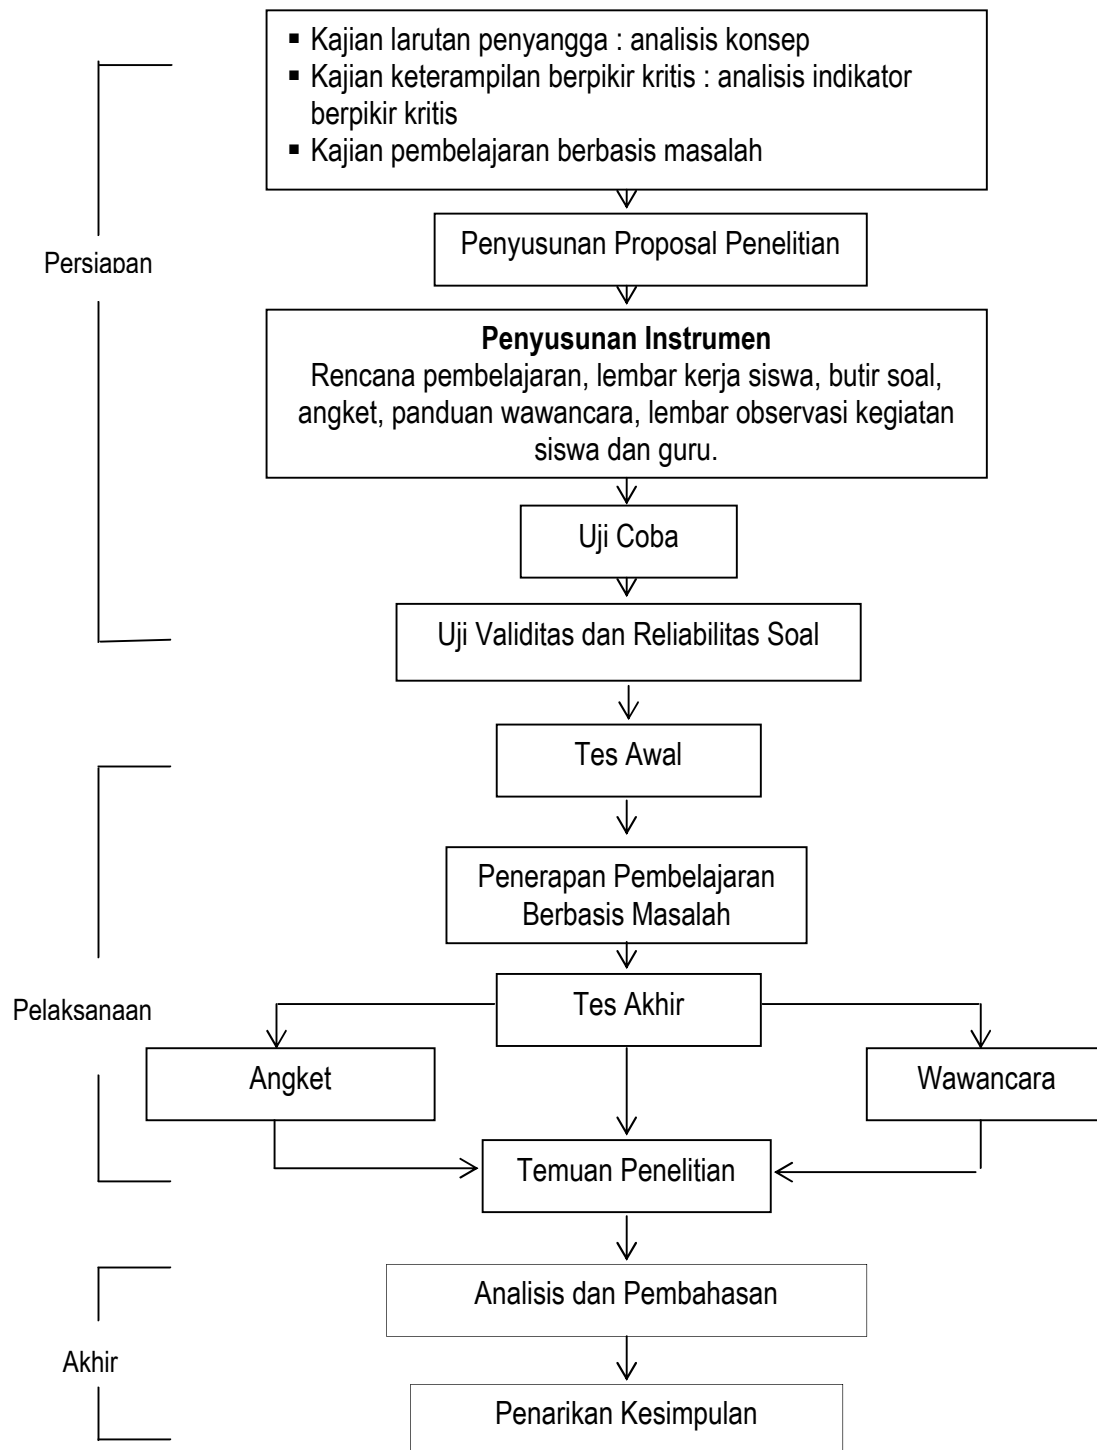 ▪ Kajian larutan penyangga : analisis konsep
▪ Kajian keterampilan berpikir kritis : analisis indikator
berpikir kritis
▪ Kajian pembelajaran berbasis masalah
Persiapan
Penyusunan Proposal Penelitian
Penyusunan Instrumen
Rencana pembelajaran, lembar kerja siswa, butir soal,
angket, panduan wawancara, lembar observasi kegiatan
siswa dan guru.
Uji Coba
Uji Validitas dan Reliabilitas Soal
Tes Awal
Penerapan Pembelajaran
Berbasis Masalah
Pelaksanaan
Tes Akhir
Angket
Wawancara
Temuan Penelitian
Analisis dan Pembahasan
Akhir
Penarikan Kesimpulan